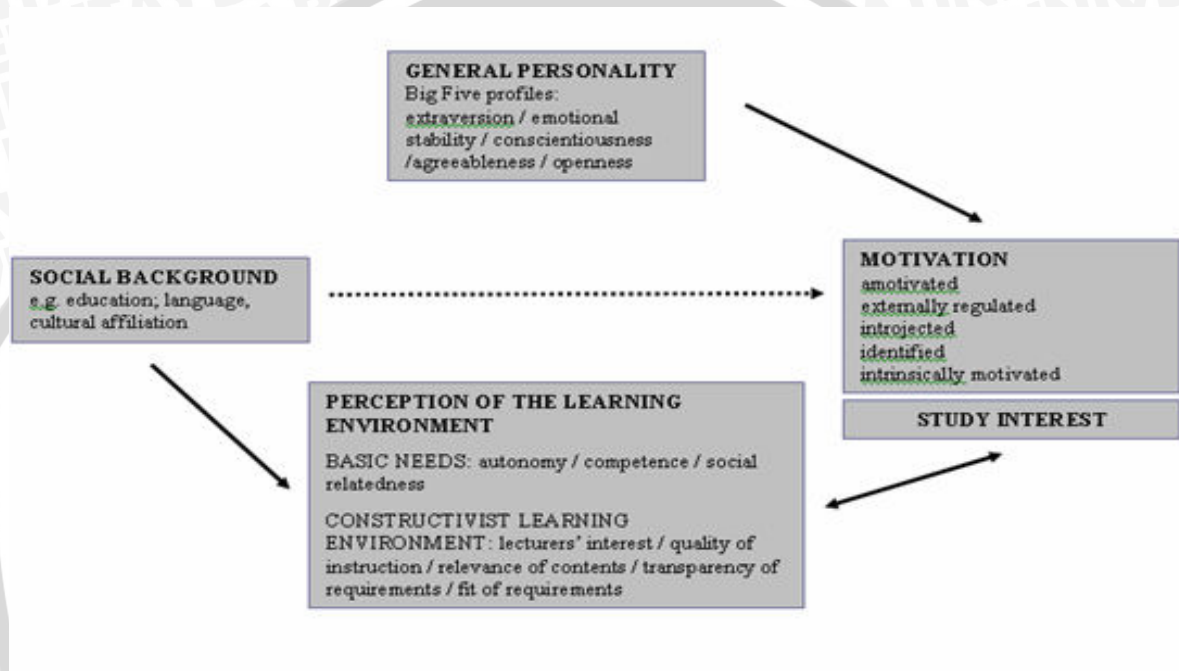 GENERAL PERSONALITY
Big Five profiles:
extraversion / emotional
stability / conscientiousness
/agreeableness / openness
SOCIAL BACKGROUND
e.g. education; language,
cultural affiliation
MOTIVATION
amotivated
externally regulated
introjected
identified
intrinsically motivated
STUDY INTEREST
PERCEPTION OF THE LEARNING
ENVIRONMENT
BASIC NEEDS: autonomy / competence / social
relatedness
CONSTRUCTIVIST LEARNING
ENVIRONMENT: lecturers' interest / quality of
instruction / relevance of contents / transparency of
requirements / fit of requirements